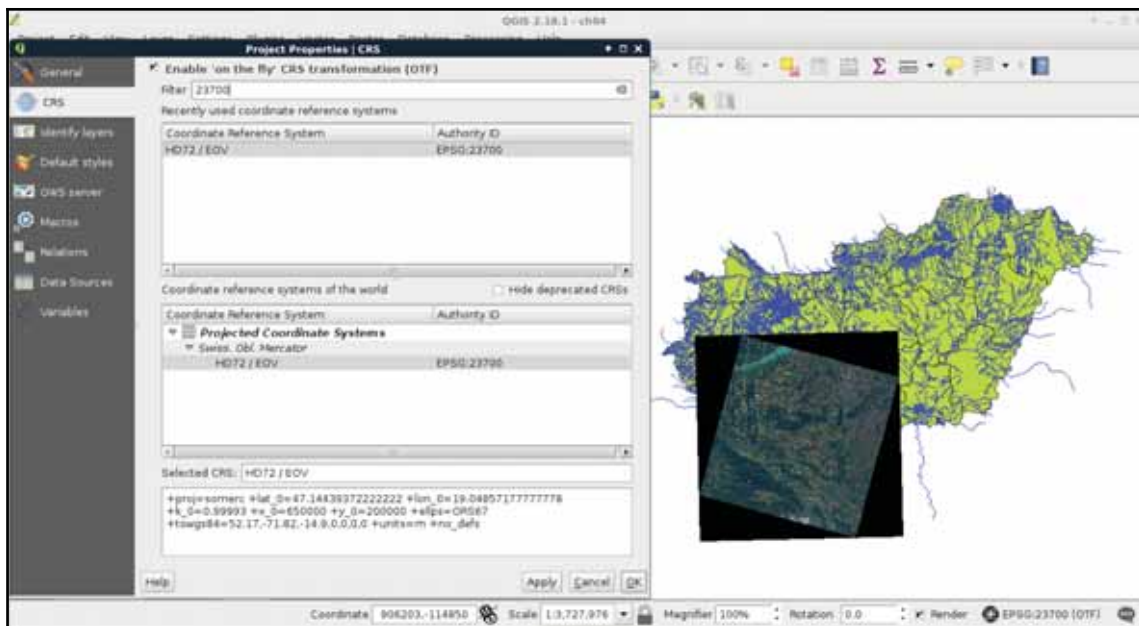 QGIS 2.18.1 - ch04
Project Properties | CRS
General
CRS
Identify layers
Default styles
OWS server
Macros
Relations
Data Sources
Variables
Enable 'on the fly' CRS transformation (OTF)
Filter 23700
Recently used coordinate reference systems
Coordinate Reference System Authority ID
HD72 / EOV EPSG:23700
Coordinate reference systems of the world Hide deprecated CRSs
Coordinate Reference System Authority ID
Projected Coordinate Systems
Swiss. Obl. Mercator
HD72 / EOV EPSG:23700
Selected CRS: HD72 / EOV
+proj=somerc +lat_0=47.14439372222222 +lon_0=19.04857177777778
+k_0=0.99993 +x_0=650000 +y_0=200000 +ellps=GRS67
+towgs84=52.17,-71.82,-14.9,0,0,0,0 +units=m +no_defs
Help Apply Cancel OK
Coordinate 906203,-114850 Scale 1:3,727,976 Magnifier 100% Rotation 0.0 Render EPSG:23700 (OTF)